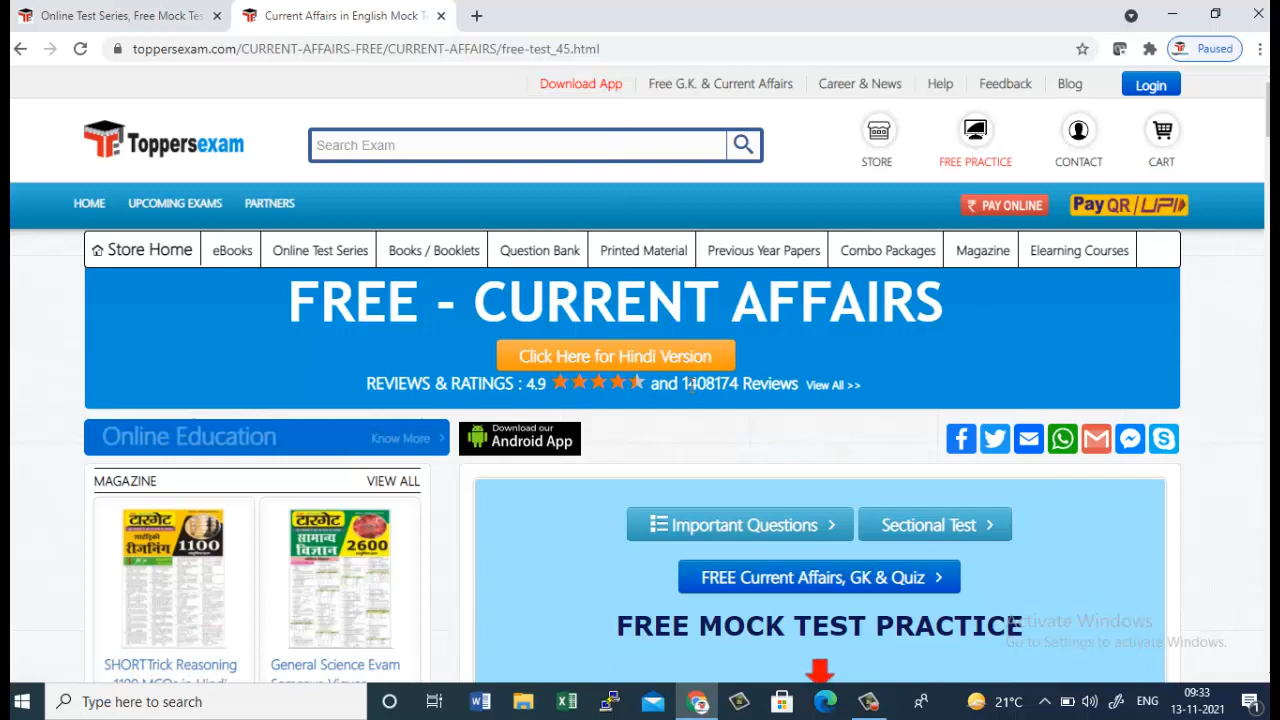 Online Test Series, Free Mock Tes
Current Affairs in English Mock T
toppersexam.com/CURRENT-AFFAIRS-FREE/CURRENT-AFFAIRS/free-test_45.html
Paused
Download App
Free G.K. & Current Affairs
Career & News
Help
Feedback
Blog
Login
Toppersexam
Search Exam
STORE
FREE PRACTICE
CONTACT
CART
HOME
UPCOMING EXAMS
PARTNERS
₹ PAY ONLINE
Pay QR / UPI
Store Home
eBooks
Online Test Series
Books / Booklets
Question Bank
Printed Material
Previous Year Papers
Combo Packages
Magazine
Elearning Courses
FREE - CURRENT AFFAIRS
Click Here for Hindi Version
REVIEWS & RATINGS : 4.9 and 1408174 Reviews View All >>
Online Education
Know More >
Download our
Android App
MAGAZINE
VIEW ALL
टारगेट
रीजनिंग
1100
टारगेट
सामान्य
विज्ञान
2600
SHORTTrick Reasoning
General Science Exam
Important Questions >
Sectional Test >
FREE Current Affairs, GK & Quiz >
FREE MOCK TEST PRACTICE
Activate Windows
Go to Settings to activate Windows.
Type here to search
21°C
ENG
09:33
13-11-2021
1